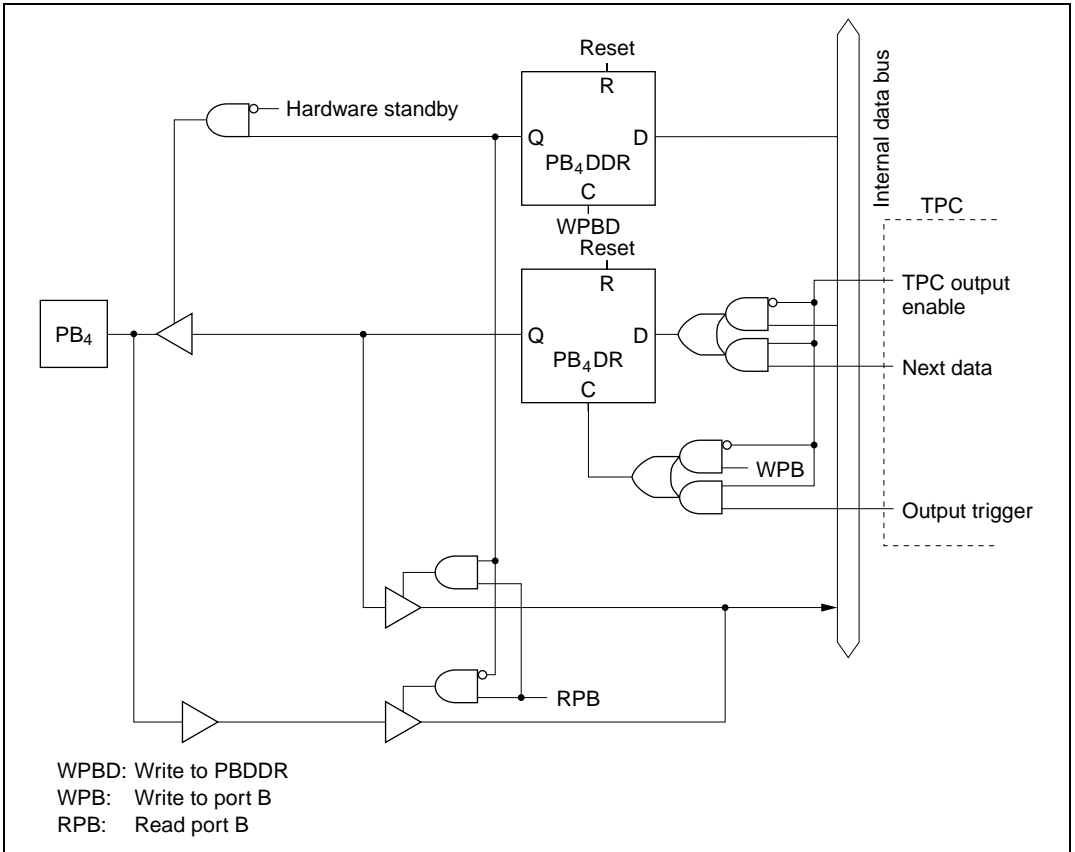 Reset
R
Hardware standby
Q
D
PB₄DDR
C
WPBD
Internal data bus
TPC
Reset
R
TPC output
enable
PB₄
Q
D
PB₄DR
C
Next data
WPB
Output trigger
RPB
WPBD: Write to PBDDR
WPB: Write to port B
RPB: Read port B